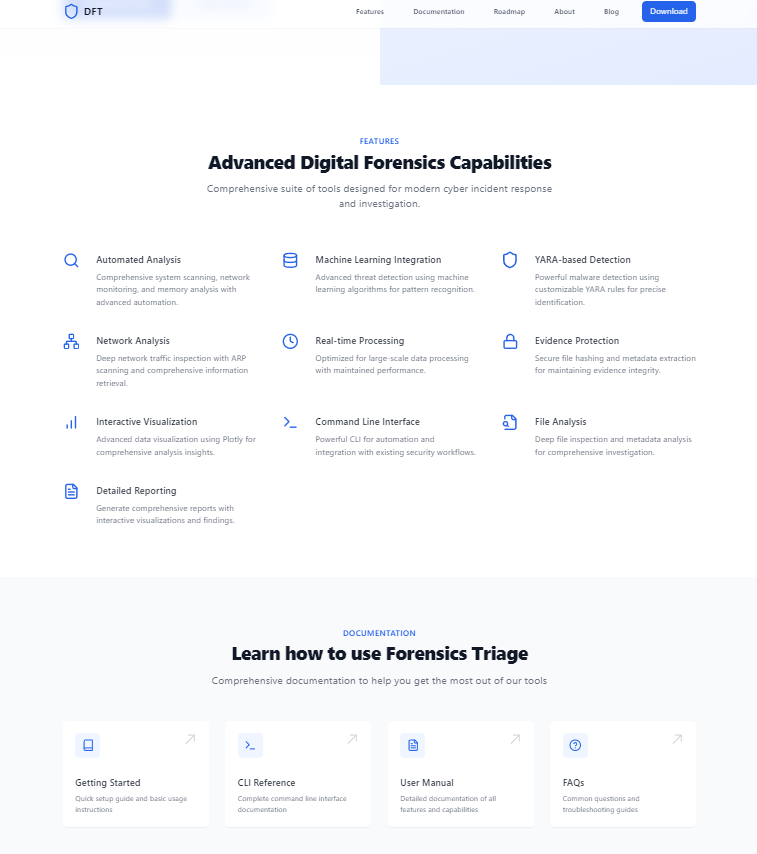 DFT
Features
Documentation
Roadmap
About
Blog
Download
FEATURES
Advanced Digital Forensics Capabilities
Comprehensive suite of tools designed for modern cyber incident response
and investigation.
Automated Analysis
Comprehensive system scanning, network
monitoring, and memory analysis with
advanced automation.
Machine Learning Integration
Advanced threat detection using machine
learning algorithms for pattern recognition.
YARA-based Detection
Powerful malware detection using
customizable YARA rules for precise
identification.
Network Analysis
Deep network traffic inspection with ARP
scanning and comprehensive information
retrieval.
Real-time Processing
Optimized for large-scale data processing
with maintained performance.
Evidence Protection
Secure file hashing and metadata extraction
for maintaining evidence integrity.
Interactive Visualization
Advanced data visualization using Plotly for
comprehensive analysis insights.
Command Line Interface
Powerful CLI for automation and
integration with existing security workflows.
File Analysis
Deep file inspection and metadata analysis
for comprehensive investigation.
Detailed Reporting
Generate comprehensive reports with
interactive visualizations and findings.
DOCUMENTATION
Learn how to use Forensics Triage
Comprehensive documentation to help you get the most out of our tools
Getting Started
Quick setup guide and basic usage
instructions
CLI Reference
Complete command line interface
documentation
User Manual
Detailed documentation of all
features and capabilities
FAQs
Common questions and
troubleshooting guides